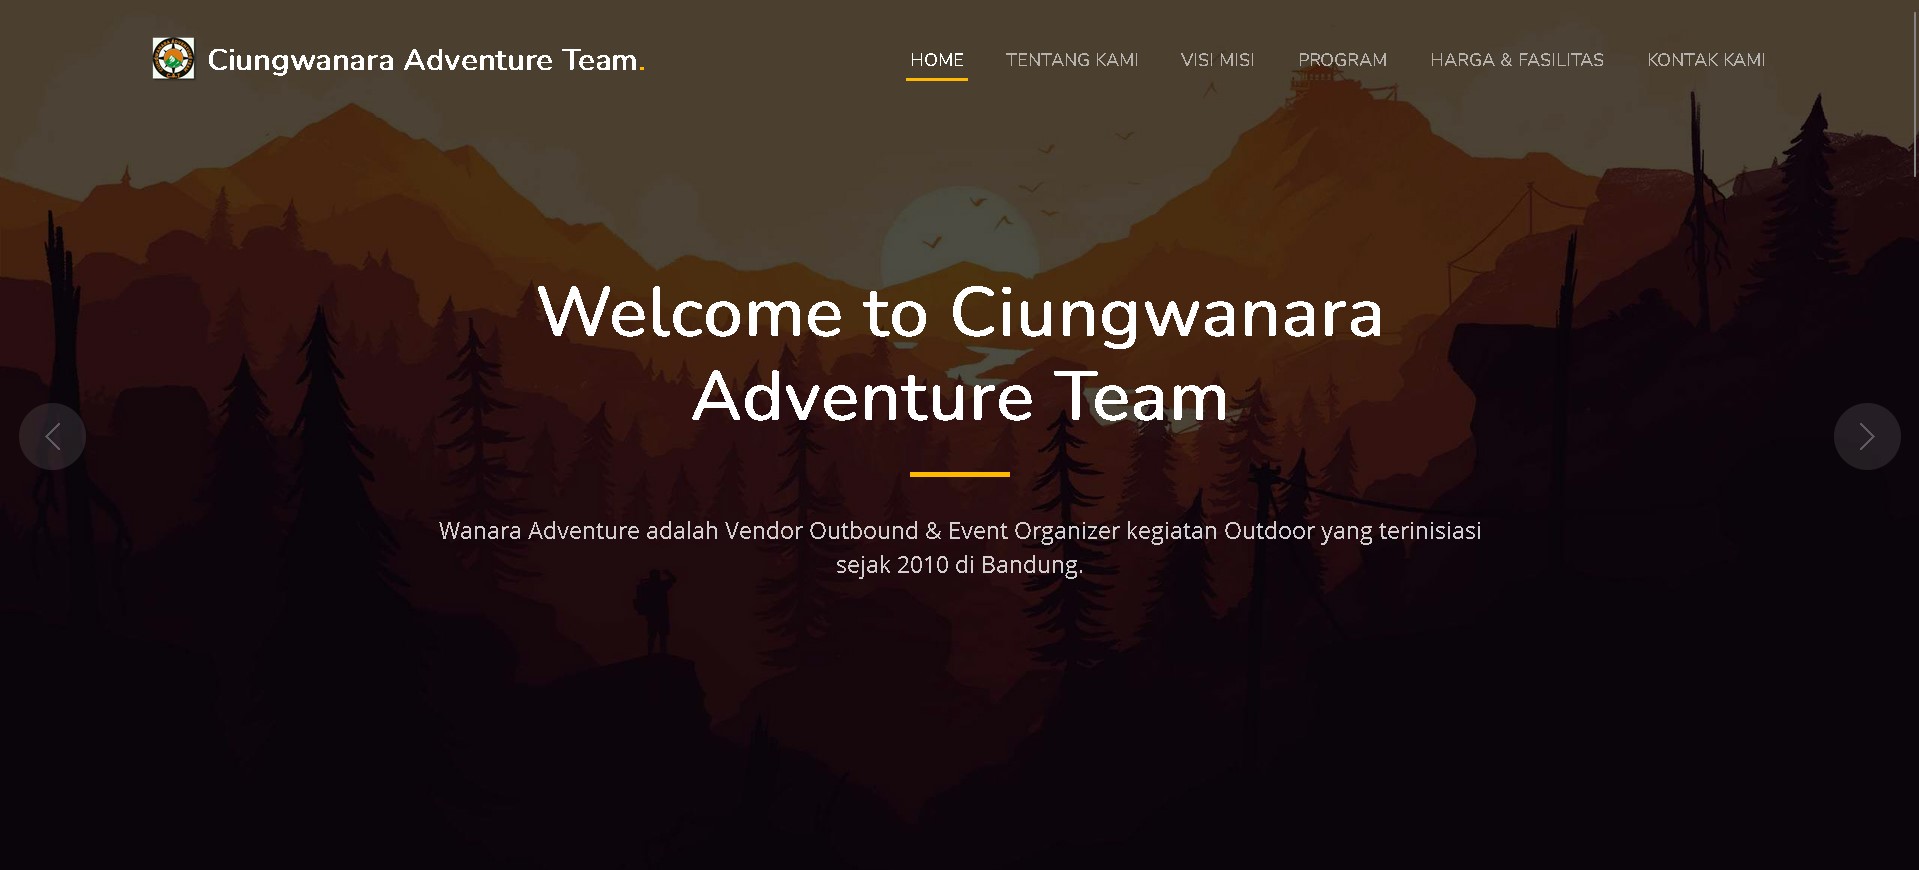 Ciungwanara Adventure Team.
HOME TENTANG KAMI VISI MISI PROGRAM HARGA & FASILITAS KONTAK KAMI
Welcome to Ciungwanara
Adventure Team
Wanara Adventure adalah Vendor Outbound & Event Organizer kegiatan Outdoor yang terinisiasi
sejak 2010 di Bandung.